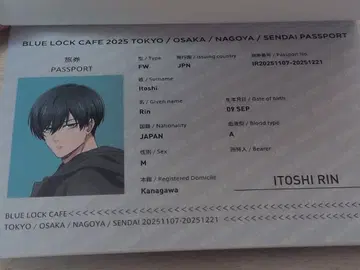 BLUE LOCK CAFE 2025 TOKYO / OSAKA / NAGOYA / SENDAI PASSPORT
旅券
PASSPORT
型 / Type
発行国 / Issuing country
旅券番号 / Passport No.
FW
JPN
IR20251107-20251221
姓 / Surname
Itoshi
名 / Given name
生年月日 / Date of birth
Rin
09 SEP
国籍 / Nationality
血液型 / Blood type
JAPAN
A
性別 / Sex
所持人 / Bearer
M
本籍 / Registered Domicile
Kanagawa
ITOSHI RIN
BLUE LOCK CAFE<<<<<<<<<<<<<<<<<<<<<<<<<<<<<<<<<
TOKYO / OSAKA / NAGOYA / SENDAI 20251107-20251221